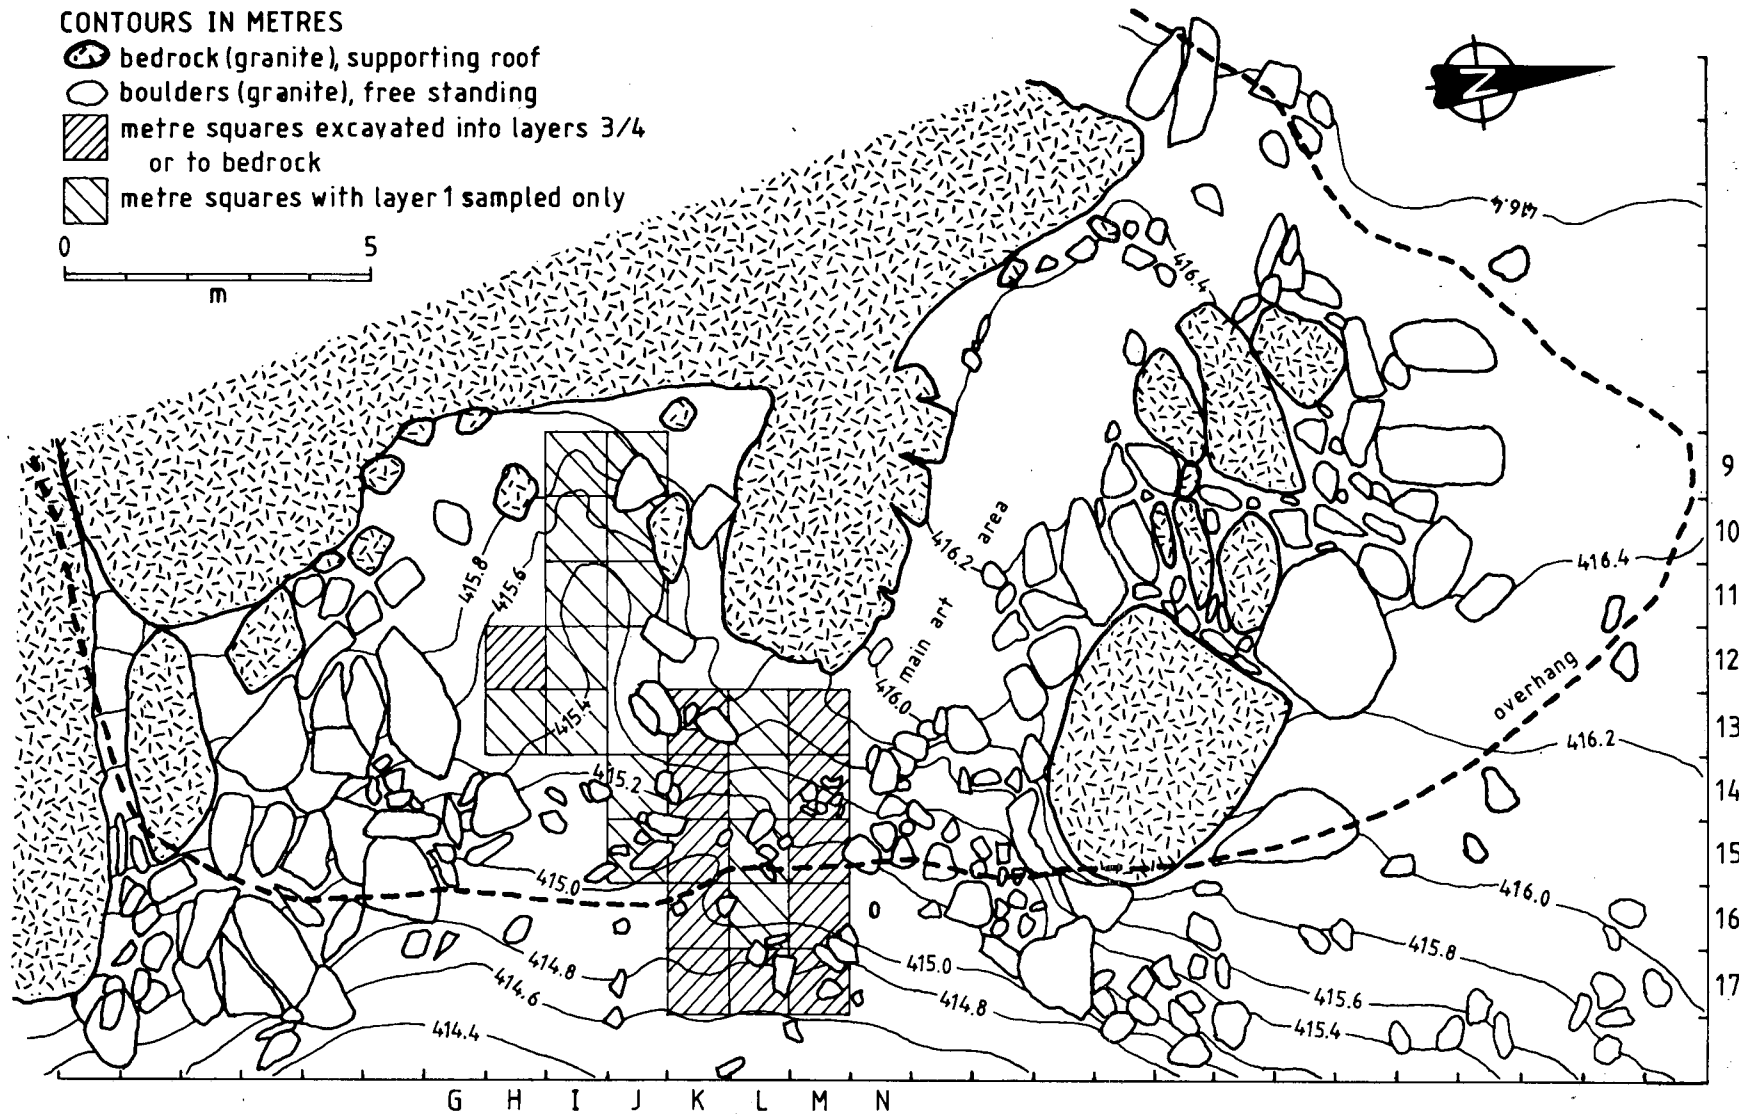 CONTOURS IN METRES
bedrock (granite), supporting roof
boulders (granite), free standing
metre squares excavated into layers 3/4
or to bedrock
metre squares with layer 1 sampled only
0 5
m
N
416.4
416.4
9
10
416.2
main art area
416.4
415.8
415.6
11
12
overhang
416.0
415.4
13
416.2
415.2
14
15
415.0
416.0
16
415.8
414.8
415.0
17
414.6
414.8
415.6
414.4
415.4
G H I J K L M N